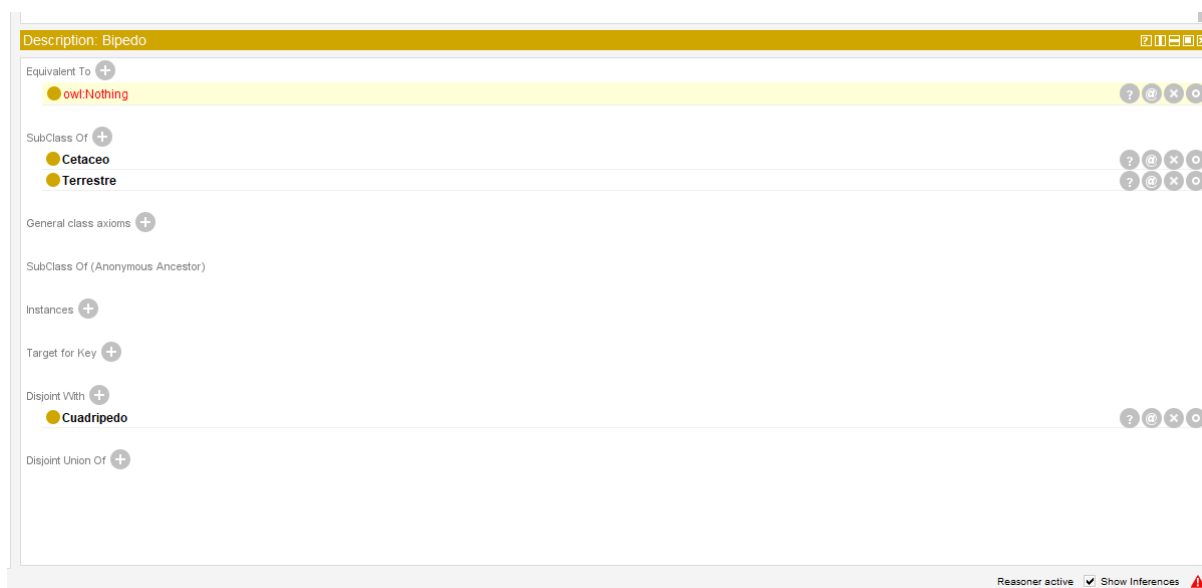 Description: Bipedo
Equivalent To
owl:Nothing
SubClass Of
Cetaceo
Terrestre
General class axioms
SubClass Of (Anonymous Ancestor)
Instances
Target for Key
Disjoint With
Cuadripedo
Disjoint Union Of
Reasoner active Show Inferences